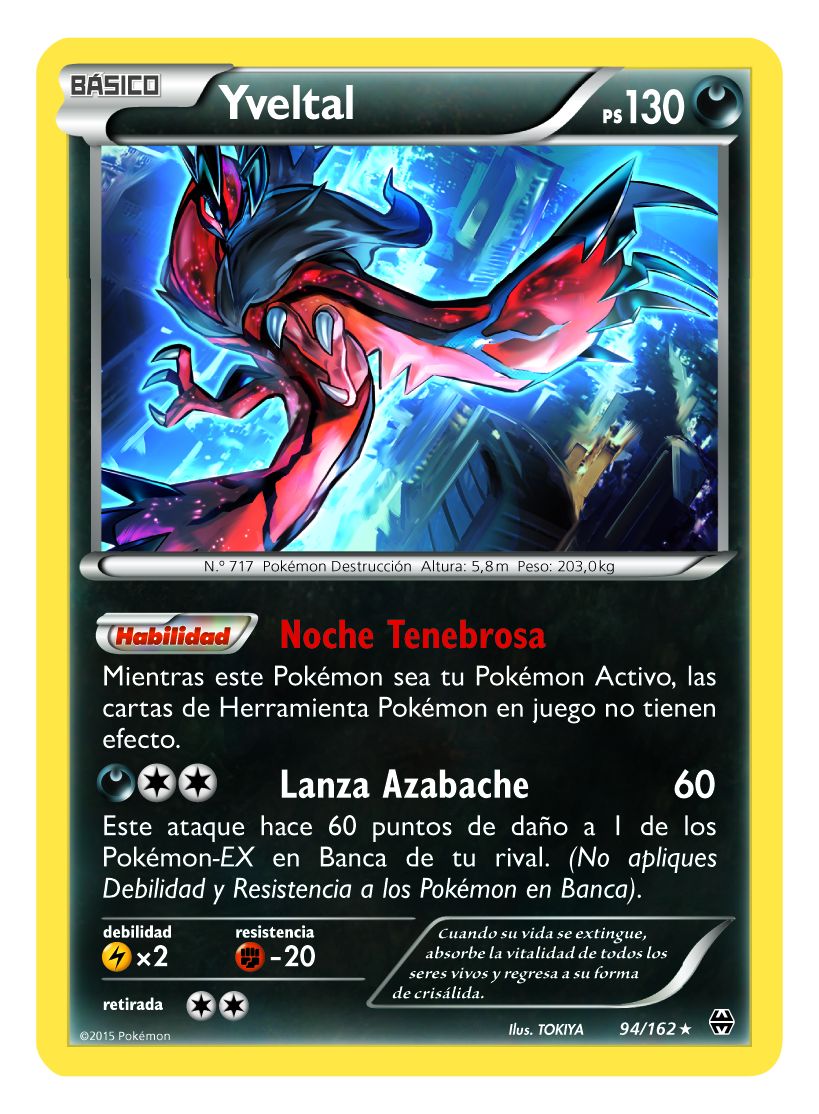 BÁSICO
Yveltal
PS130
N.º 717 Pokémon Destrucción Altura: 5,8 m Peso: 203,0 kg
Habilidad Noche Tenebrosa
Mientras este Pokémon sea tu Pokémon Activo, las
cartas de Herramienta Pokémon en juego no tienen
efecto.
Lanza Azabache 60
Este ataque hace 60 puntos de daño a 1 de los
Pokémon-EX en Banca de tu rival. (No apliques
Debilidad y Resistencia a los Pokémon en Banca).
debilidad
×2
resistencia
-20
retirada
Cuando su vida se extingue,
absorbe la vitalidad de todos los
seres vivos y regresa a su forma
de crisálida.
©2015 Pokémon
Ilus. TOKIYA
94/162 ★